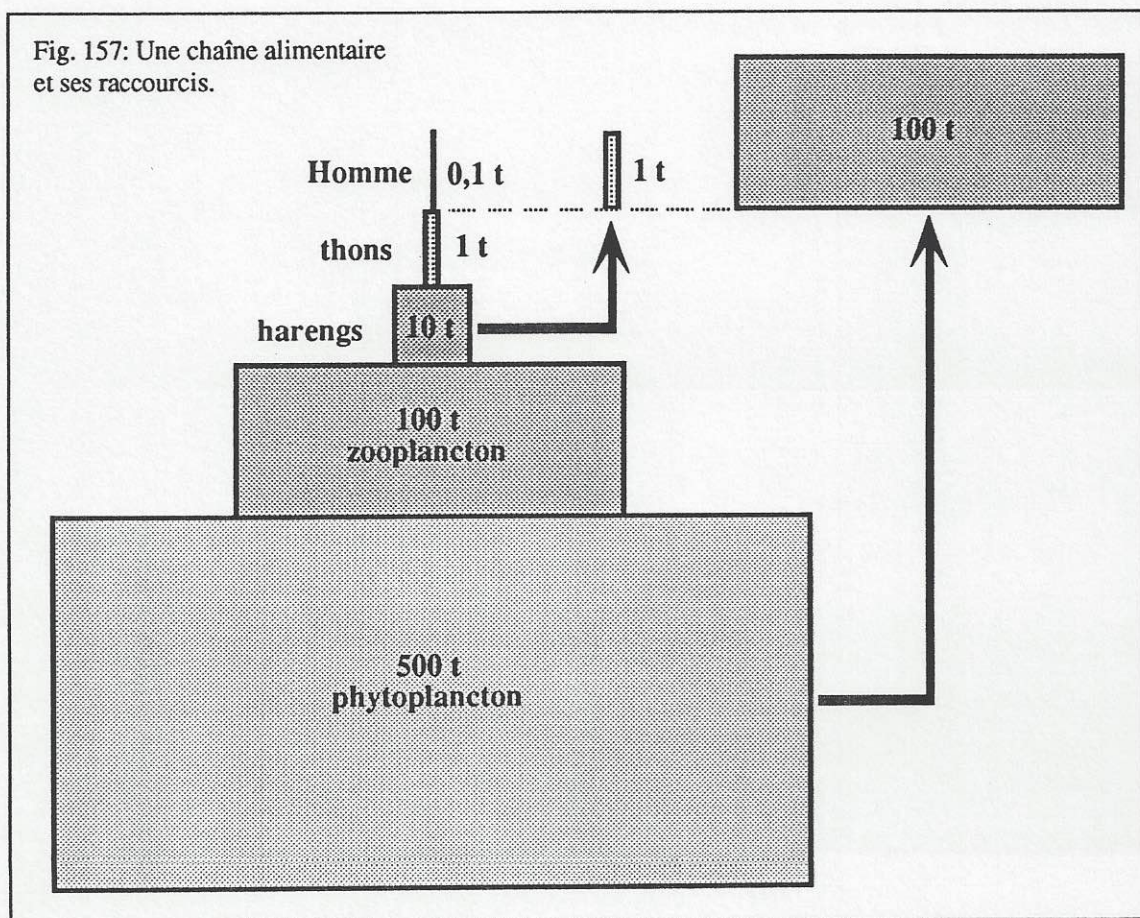 Fig. 157: Une chaîne alimentaire
et ses raccourcis.
100 t
Homme 0,1 t
1 t
thons 1 t
harengs 10 t
100 t
zooplancton
500 t
phytoplancton